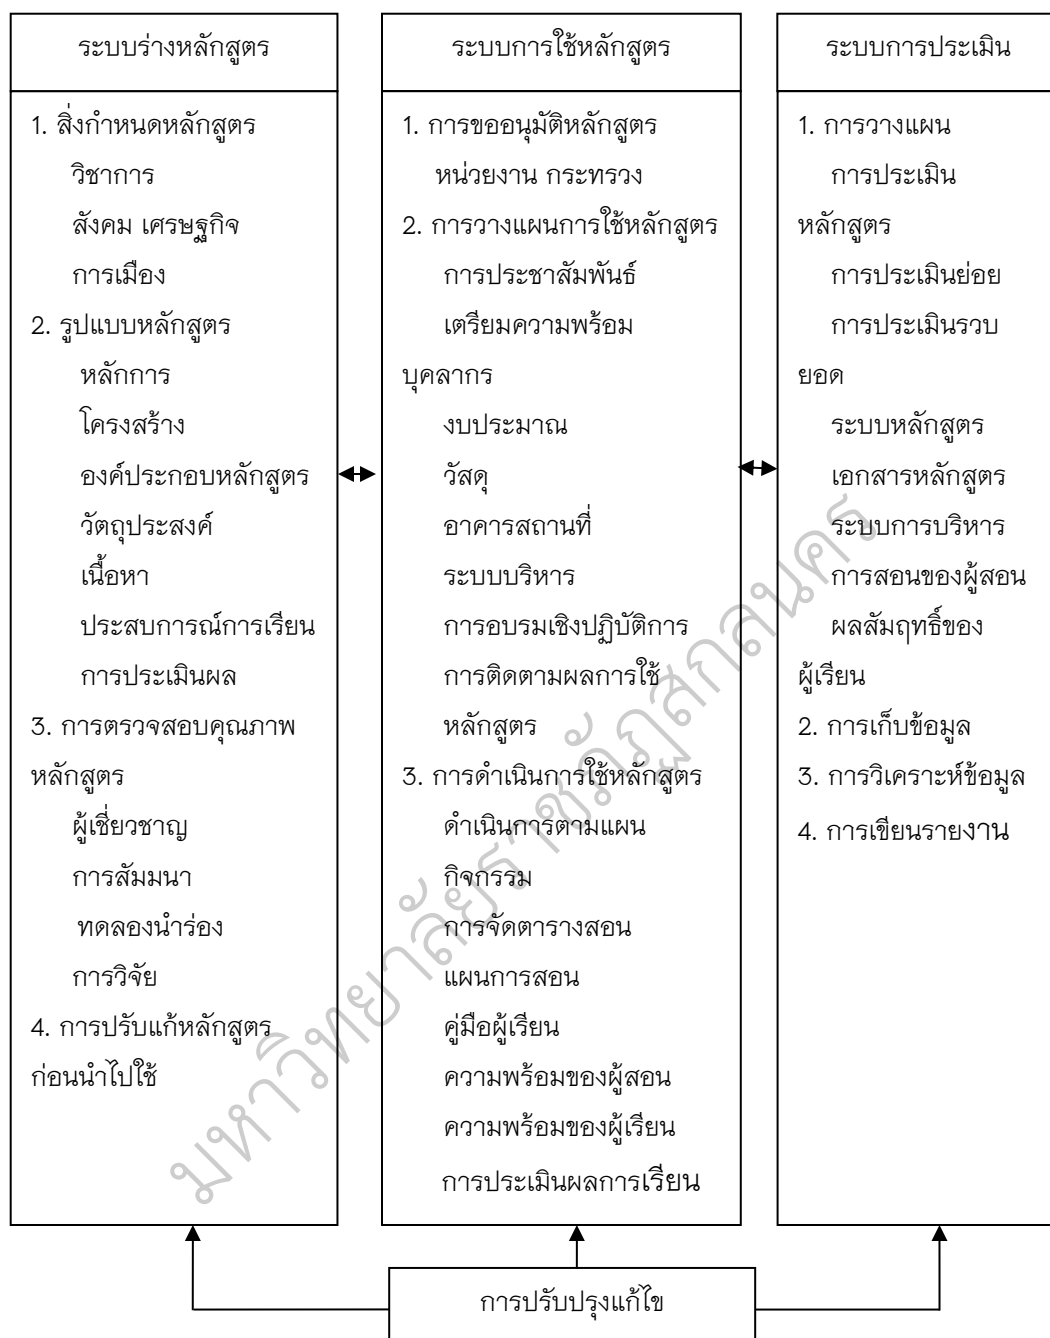 ระบบร่างหลักสูตร
1. สิ่งกำหนดหลักสูตร
วิชาการ
สังคม เศรษฐกิจ
การเมือง
2. รูปแบบหลักสูตร
หลักการ
โครงสร้าง
องค์ประกอบหลักสูตร
วัตถุประสงค์
เนื้อหา
ประสบการณ์การเรียน
การประเมินผล
3. การตรวจสอบคุณภาพ
หลักสูตร
ผู้เชี่ยวชาญ
การสัมมนา
ทดลองนำร่อง
การวิจัย
4. การปรับแก้หลักสูตร
ก่อนนำไปใช้
ระบบการใช้หลักสูตร
1. การขออนุมัติหลักสูตร
หน่วยงาน กระทรวง
2. การวางแผนการใช้หลักสูตร
การประชาสัมพันธ์
เตรียมความพร้อม
บุคลากร
งบประมาณ
วัสดุ
อาคารสถานที่
ระบบบริหาร
การอบรมเชิงปฏิบัติการ
การติดตามผลการใช้
หลักสูตร
3. การดำเนินการใช้หลักสูตร
ดำเนินการตามแผน
กิจกรรม
การจัดตารางสอน
แผนการสอน
คู่มือผู้เรียน
ความพร้อมของผู้สอน
ความพร้อมของผู้เรียน
การประเมินผลการเรียน
ระบบการประเมิน
1. การวางแผน
การประเมิน
หลักสูตร
การประเมินย่อย
การประเมินรวบ
ยอด
ระบบหลักสูตร
เอกสารหลักสูตร
ระบบการบริหาร
การสอนของผู้สอน
ผลสัมฤทธิ์ของ
ผู้เรียน
2. การเก็บข้อมูล
3. การวิเคราะห์ข้อมูล
4. การเขียนรายงาน
การปรับปรุงแก้ไข
มหาวิทยาลัยราชภัฏสกลนคร